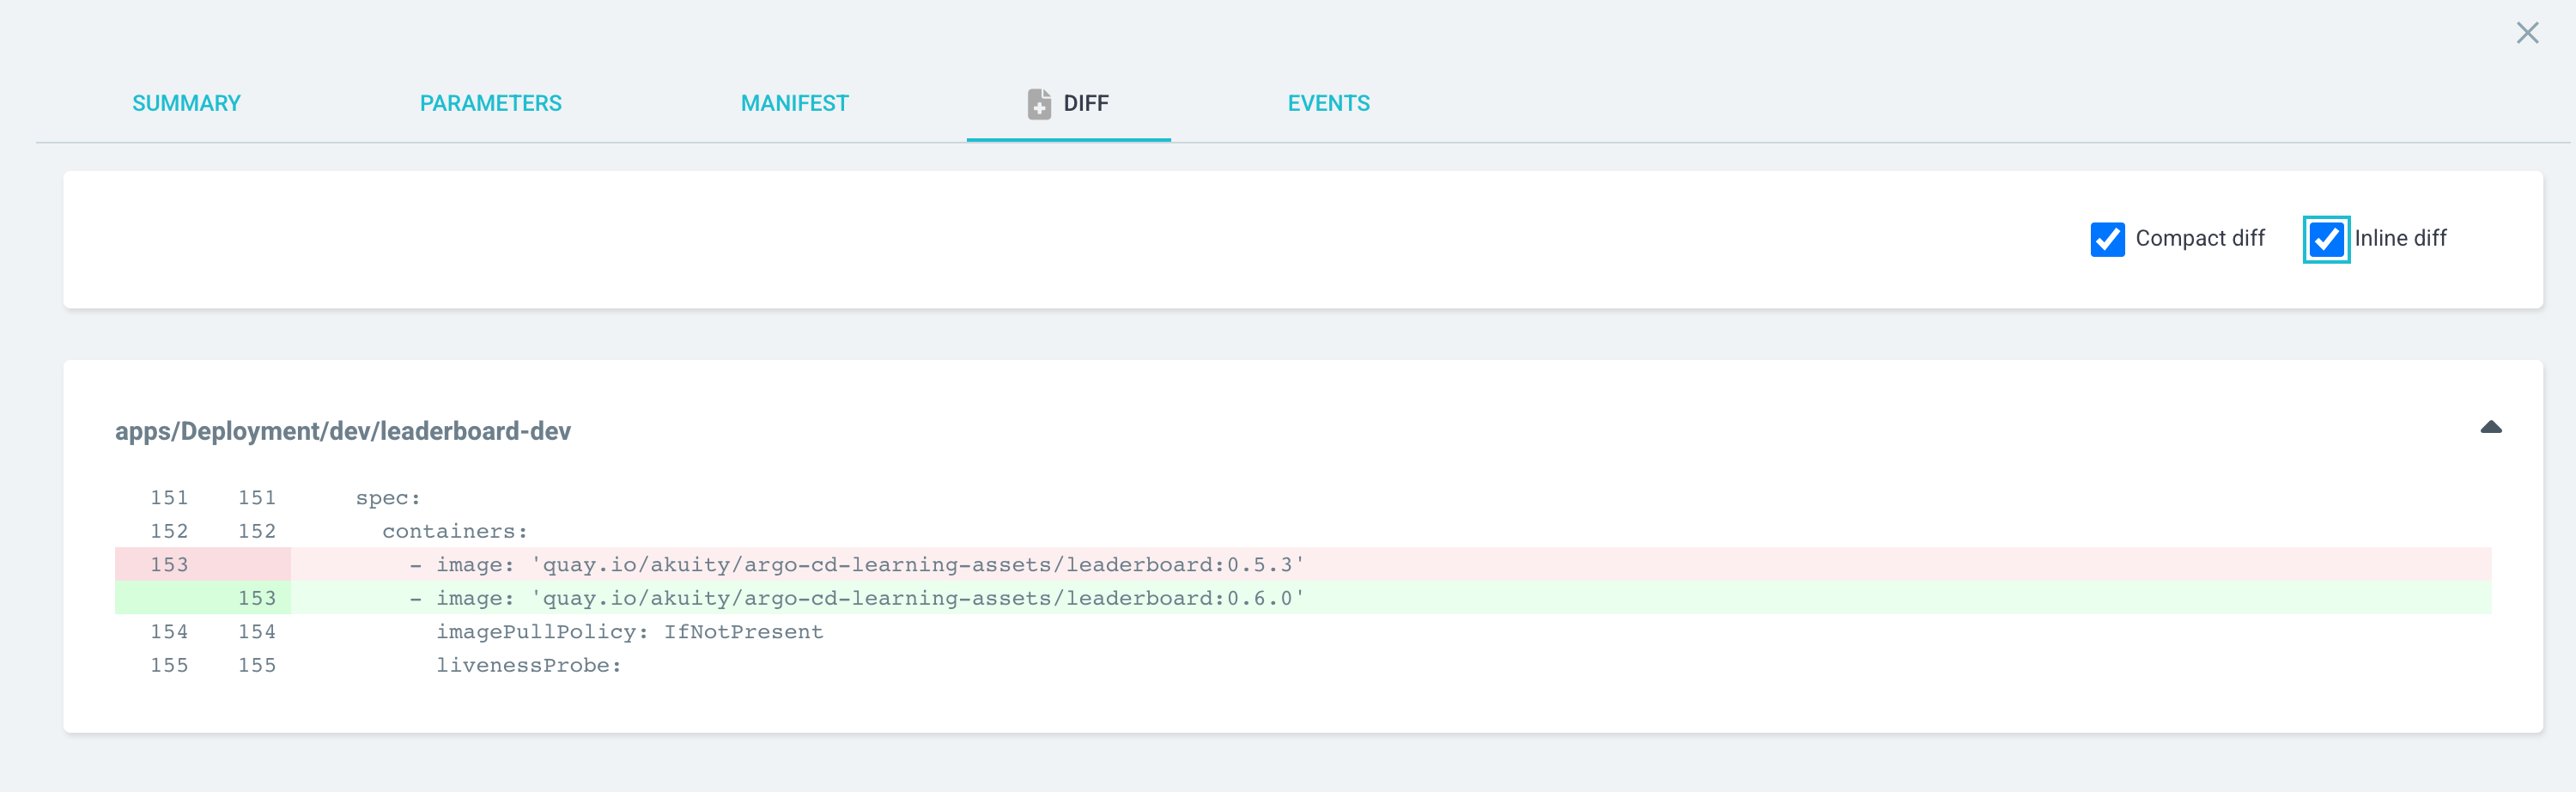 SUMMARY PARAMETERS MANIFEST DIFF EVENTS
Compact diff Inline diff
apps/Deployment/dev/leaderboard-dev
151 151 spec:
152 152 containers:
153 - image: 'quay.io/akuity/argo-cd-learning-assets/leaderboard:0.5.3'
153 - image: 'quay.io/akuity/argo-cd-learning-assets/leaderboard:0.6.0'
154 154 imagePullPolicy: IfNotPresent
155 155 livenessProbe: